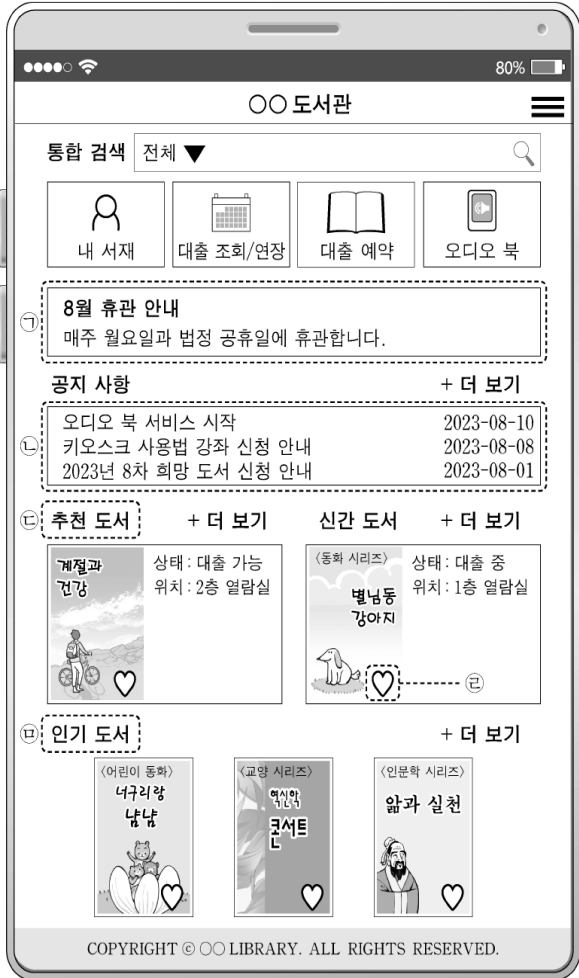 80%
○○ 도서관
통합 검색 전체 ▼
내 서재 대출 조회/연장 대출 예약 오디오 북
㉠ 8월 휴관 안내
매주 월요일과 법정 공휴일에 휴관합니다.
공지 사항 + 더 보기
오디오 북 서비스 시작 2023-08-10
㉡ 키오스크 사용법 강좌 신청 안내 2023-08-08
2023년 8차 희망 도서 신청 안내 2023-08-01
㉢ 추천 도서 + 더 보기 신간 도서 + 더 보기
계절과
건강
상태 : 대출 가능
위치 : 2층 열람실
〈동화 시리즈〉
별님동
강아지
상태 : 대출 중
위치 : 1층 열람실
㉣
㉤ 인기 도서 + 더 보기
〈어린이 동화〉
너구리랑
냠냠
〈교양 시리즈〉
혁신학
콘서트
〈인문학 시리즈〉
앎과 실천
COPYRIGHT ⓒ ○○ LIBRARY. ALL RIGHTS RESERVED.